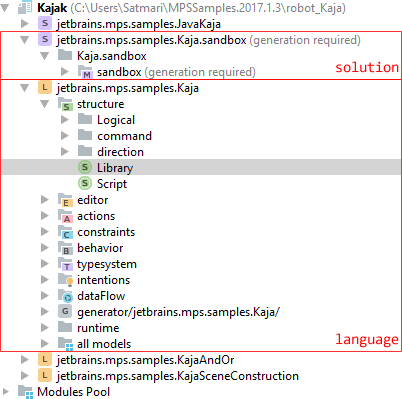 Kajak (C:\Users\Satmari\MPSSamples.2017.1.3\robot_Kaja)
jetbrains.mps.samples.JavaKaja
jetbrains.mps.samples.Kaja.sandbox (generation required)
Kaja.sandbox
sandbox (generation required)
solution
jetbrains.mps.samples.Kaja
structure
Logical
command
direction
Library
Script
editor
actions
constraints
behavior
typesystem
intentions
dataFlow
generator/jetbrains.mps.samples.Kaja/
runtime
all models
language
jetbrains.mps.samples.KajaAndOr
jetbrains.mps.samples.KajaSceneConstruction
Modules Pool